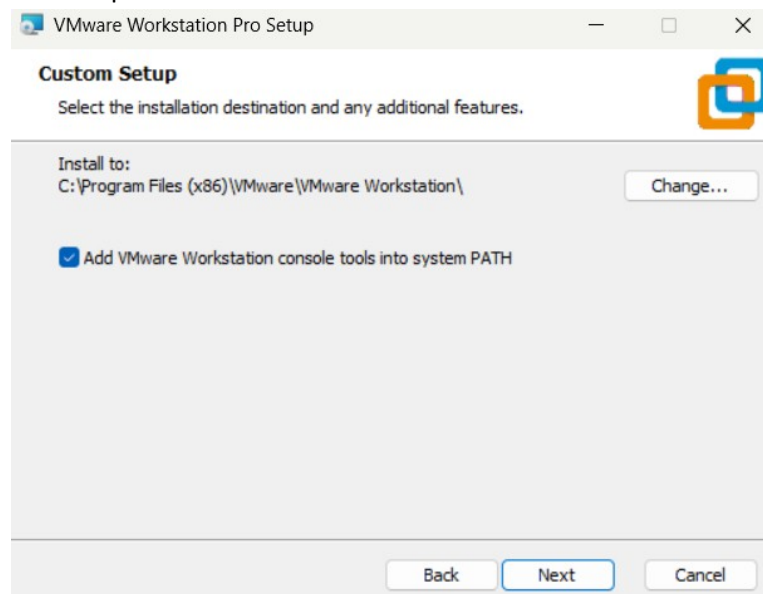 VMware Workstation Pro Setup
Custom Setup
Select the installation destination and any additional features.
Install to:
C:\Program Files (x86)\VMware\VMware Workstation\
Change...
Add VMware Workstation console tools into system PATH
Back
Next
Cancel